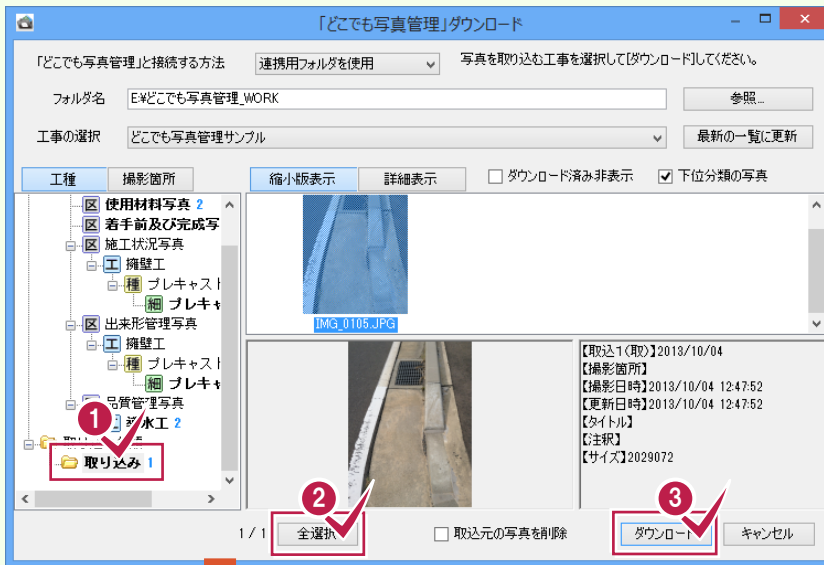 「どこでも写真管理」ダウンロード
「どこでも写真管理」と接続する方法 連携用フォルダを使用 写真を取り込む工事を選択して[ダウンロード]してください。
フォルダ名 E:¥どこでも写真管理_WORK 参照...
工事の選択 どこでも写真管理サンプル 最新の一覧に更新
工種 撮影箇所 縮小版表示 詳細表示 ダウンロード済み非表示 下位分類の写真
区 使用材料写真 2
区 着手前及び完成写
区 施工状況写真
工 擁壁工
種 プレキャスト
細 プレキャ
区 出来形管理写真
工 擁壁工
種 プレキャスト
細 プレキャ
品質管理写真
水工 2
取り込み 1
IMG_0105.JPG
【取込1(取)】2013/10/04
【撮影箇所】
【撮影日時】2013/10/04 12:47:52
【更新日時】2013/10/04 12:47:52
【タイトル】
【注釈】
【サイズ】2029072
1
2
3
1 / 1 全選択 取込元の写真を削除 ダウンロード キャンセル